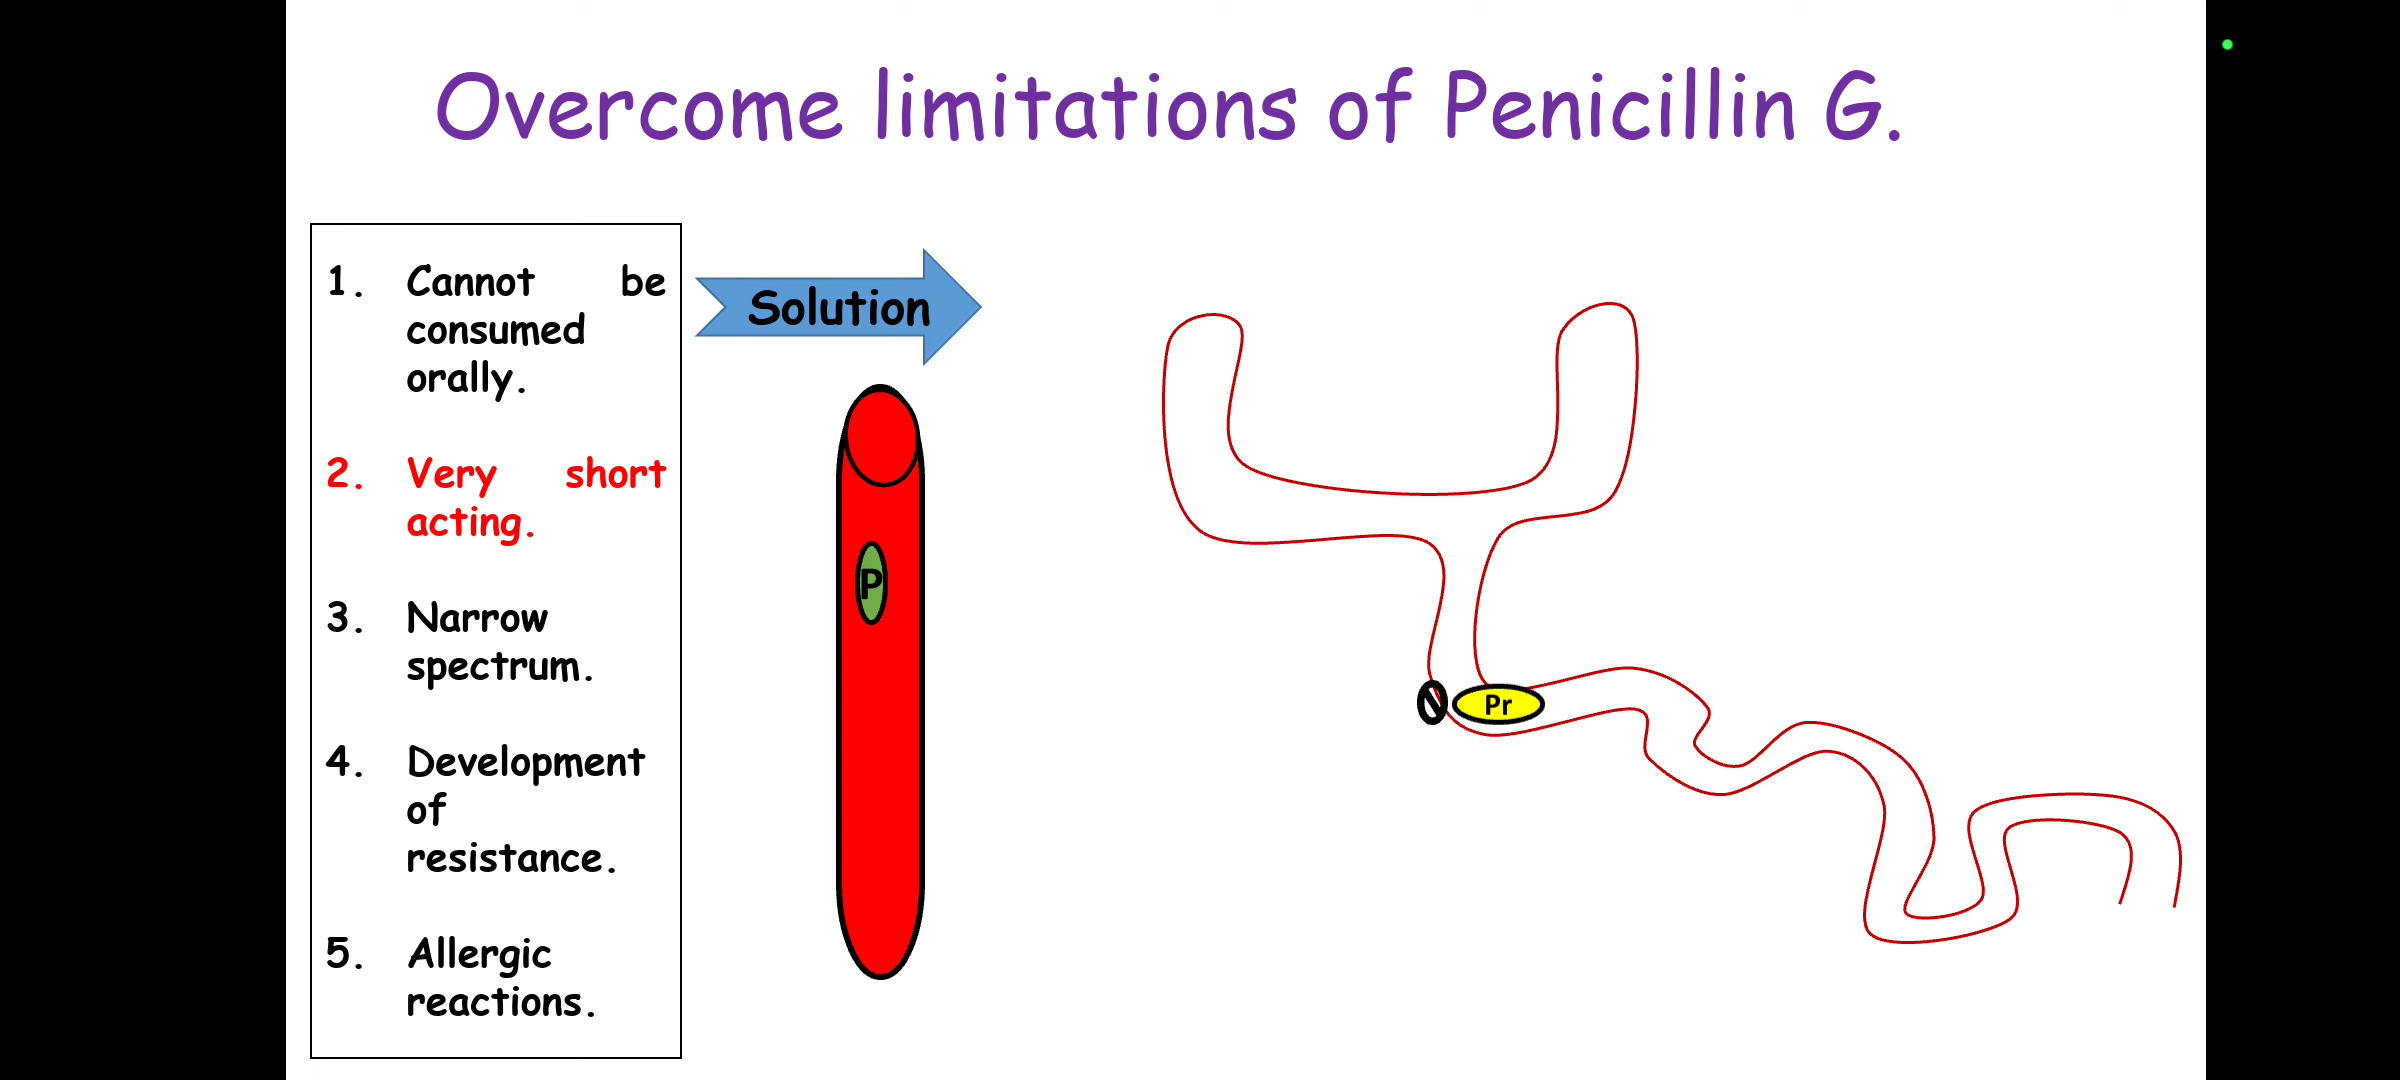 Overcome limitations of Penicillin G.
1. Cannot be
consumed
orally.
2. Very short
acting.
3. Narrow
spectrum.
4. Development
of
resistance.
5. Allergic
reactions.
Solution
P
Pr